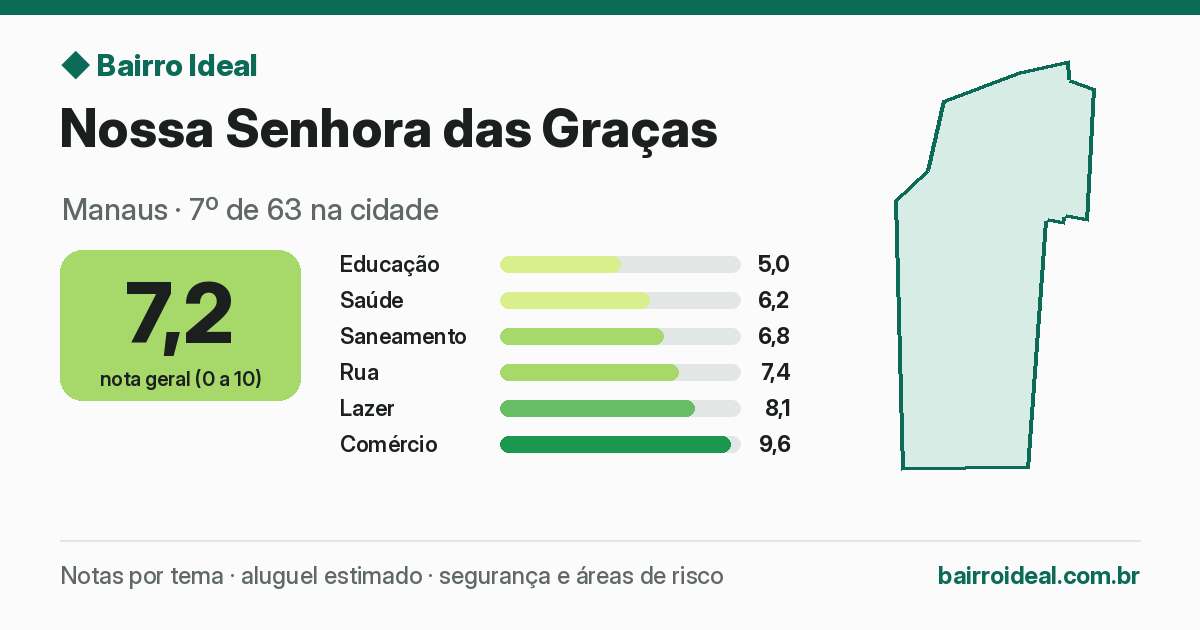 Bairro Ideal
Nossa Senhora das Graças
Manaus · 7º de 63 na cidade
7,2
nota geral (0 a 10)
Educação 5,0
Saúde 6,2
Saneamento 6,8
Rua 7,4
Lazer 8,1
Comércio 9,6
Notas por tema · aluguel estimado · segurança e áreas de risco
bairroideal.com.br